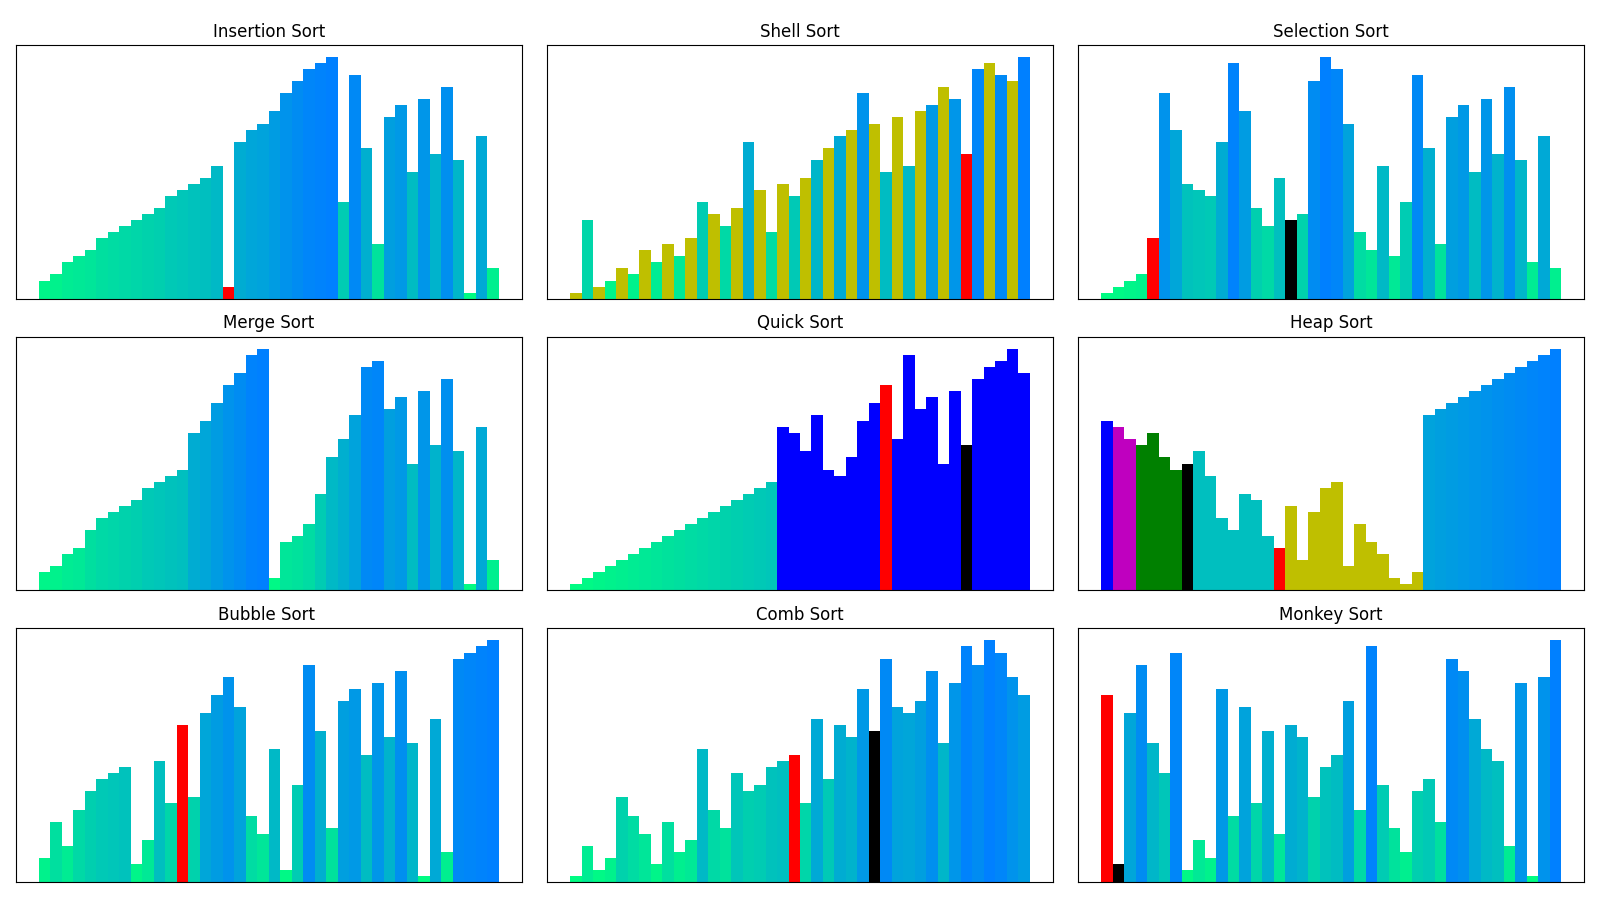 Insertion Sort
Shell Sort
Selection Sort
Merge Sort
Quick Sort
Heap Sort
Bubble Sort
Comb Sort
Monkey Sort